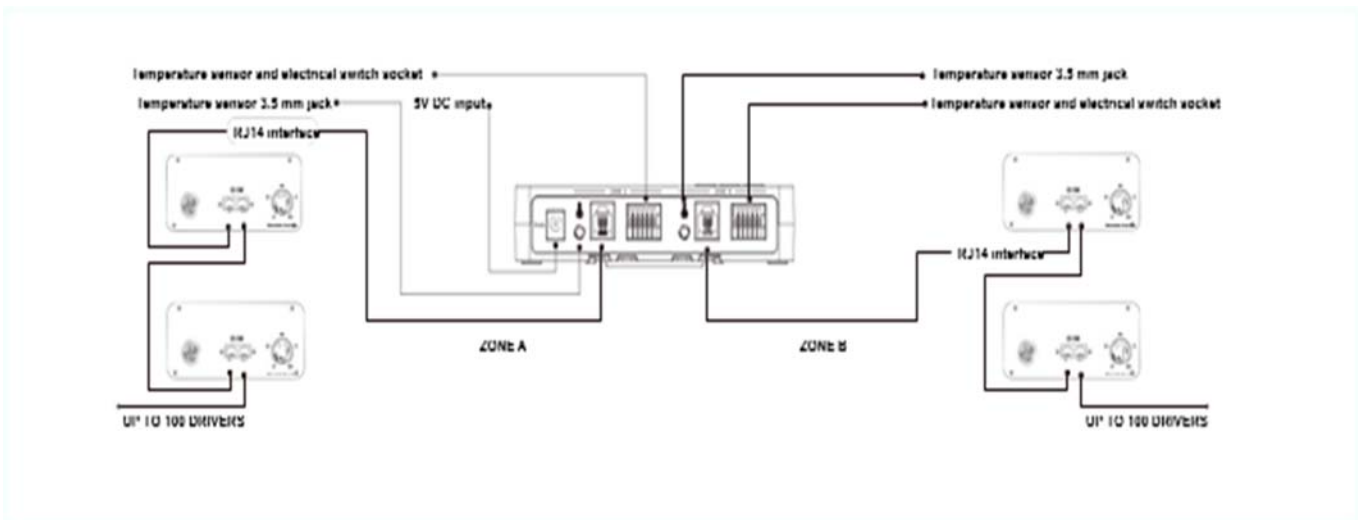 Temperature sensor and electrical switch socket
Temperature sensor 3.5 mm jack
Temperature sensor 3.5 mm jack
5V DC input
Temperature sensor and electrical switch socket
RJ14 interface
RJ14 interface
ZONE A
ZONE B
UP TO 100 DRIVERS
UP TO 100 DRIVERS